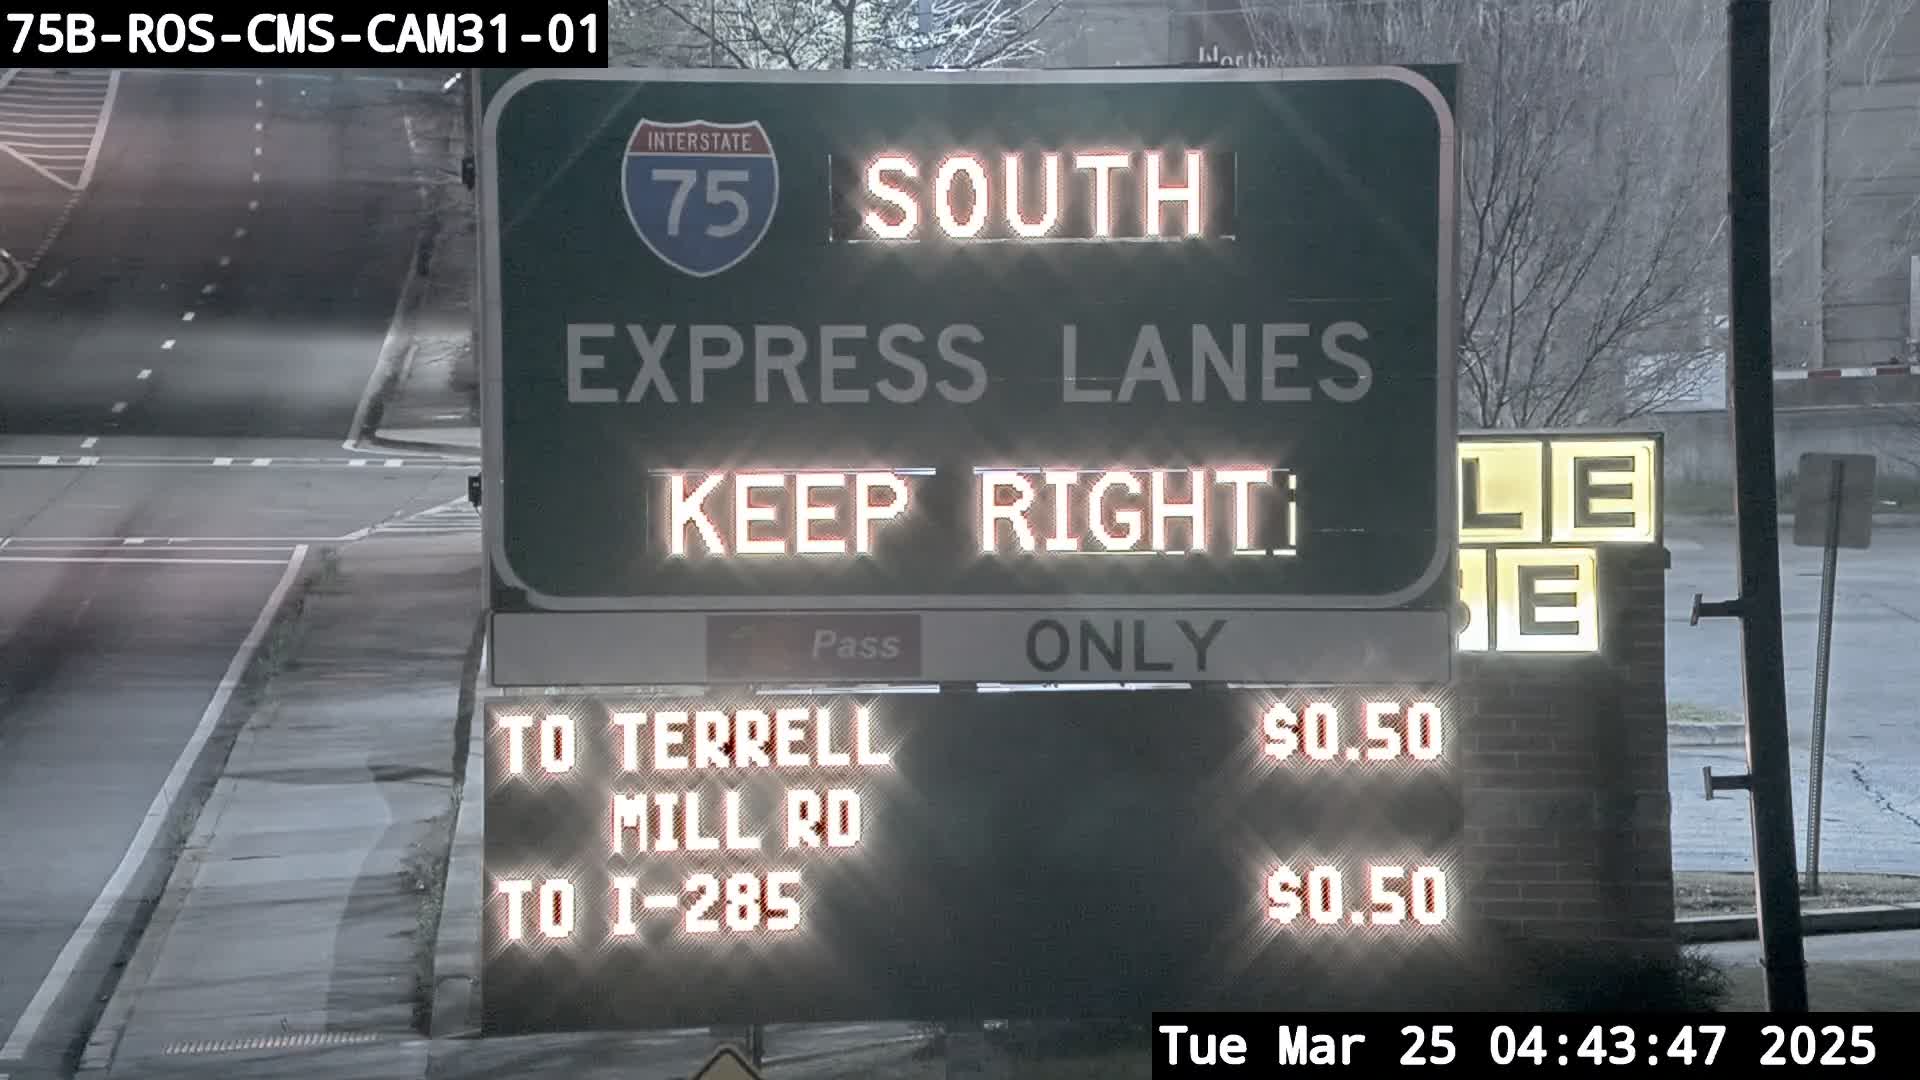 75B-ROS-CMS-CAM31-01
INTERSTATE
75
SOUTH
EXPRESS LANES
KEEP RIGHT
Pass ONLY
LE
E
TO TERRELL $0.50
MILL RD
TO I-285 $0.50
Tue Mar 25 04:43:47 2025